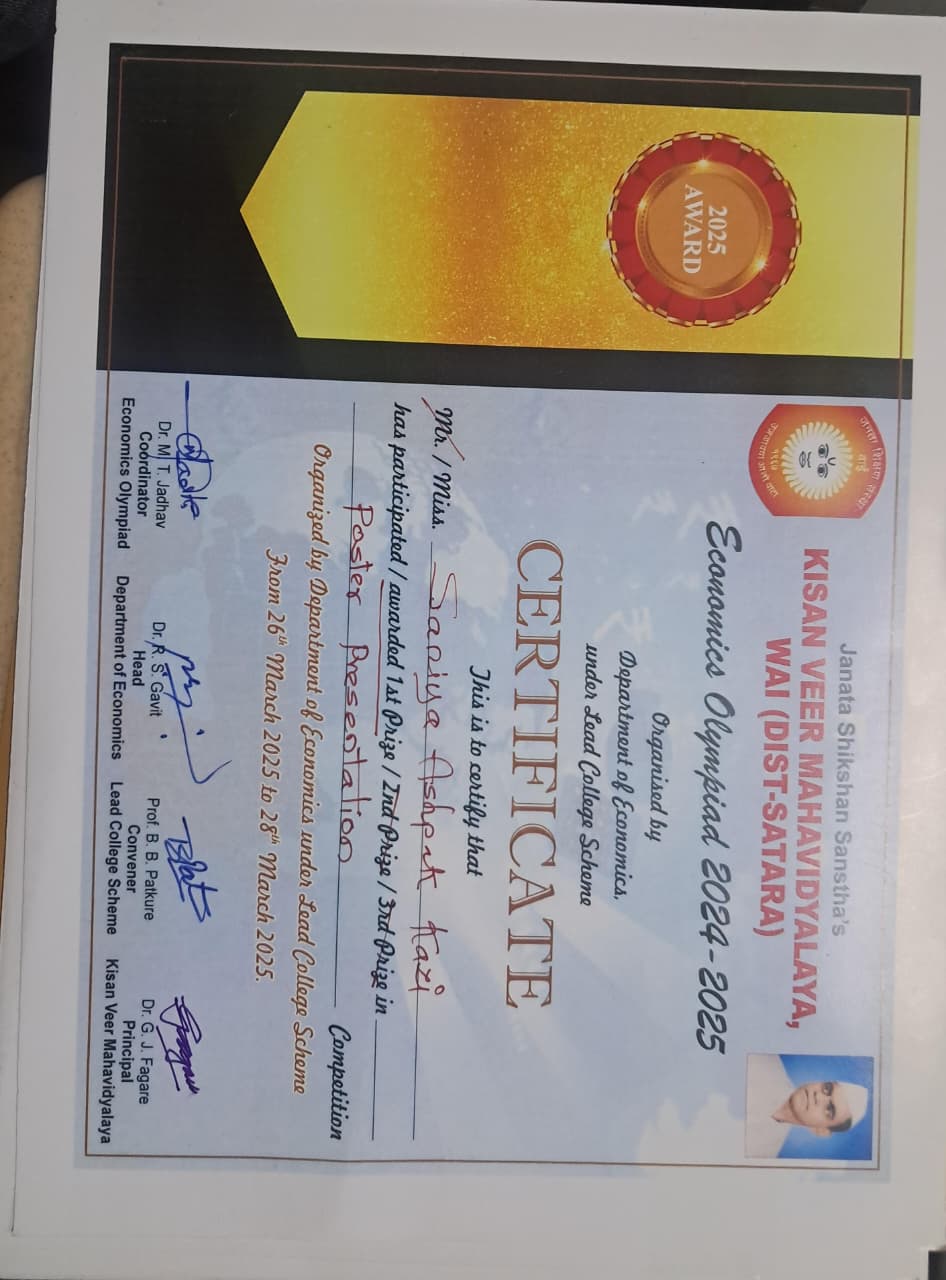 2025
AWARD
Janata Shikshan Sanstha's
KISAN VEER MAHAVIDYALAYA,
WAI (DIST-SATARA)
Economics Olympiad 2024-2025
Organised by
Department of Economics,
under Lead College Scheme
CERTIFICATE
This is to certify that
Mr. / Miss. Saniya Ashpak Kazi
has participated / awarded 1st Prize / 2nd Prize / 3rd Prize in
Poster Presentation Competition
Organized by Department of Economics under Lead College Scheme
From 26th March 2025 to 28th March 2025.
Dr. M T. Jadhav
Coordinator
Economics Olympiad
Dr. R. S. Gavit
Head
Department of Economics
Prof. B. B. Patkure
Convener
Lead College Scheme
Dr. G. J. Fagare
Principal
Kisan Veer Mahavidyalaya